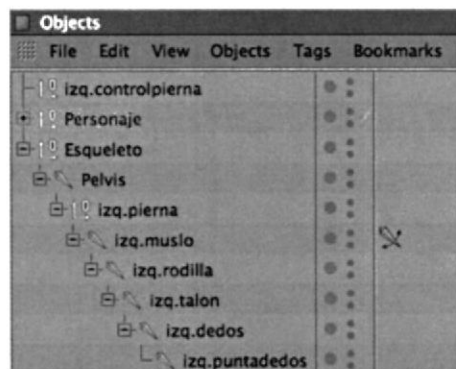 Objects
File Edit View Objects Tags Bookmarks
izq.controlpierna
Personaje
Esqueleto
Pelvis
izq.pierna
izq.muslo
izq.rodilla
izq.talon
izq.dedos
izq.puntadedos